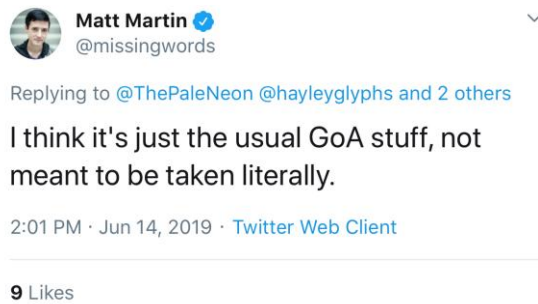 Matt Martin
@missingwords
Replying to @ThePaleNeon @hayleyglyphs and 2 others
I think it's just the usual GoA stuff, not
meant to be taken literally.
2:01 PM · Jun 14, 2019 · Twitter Web Client
9 Likes